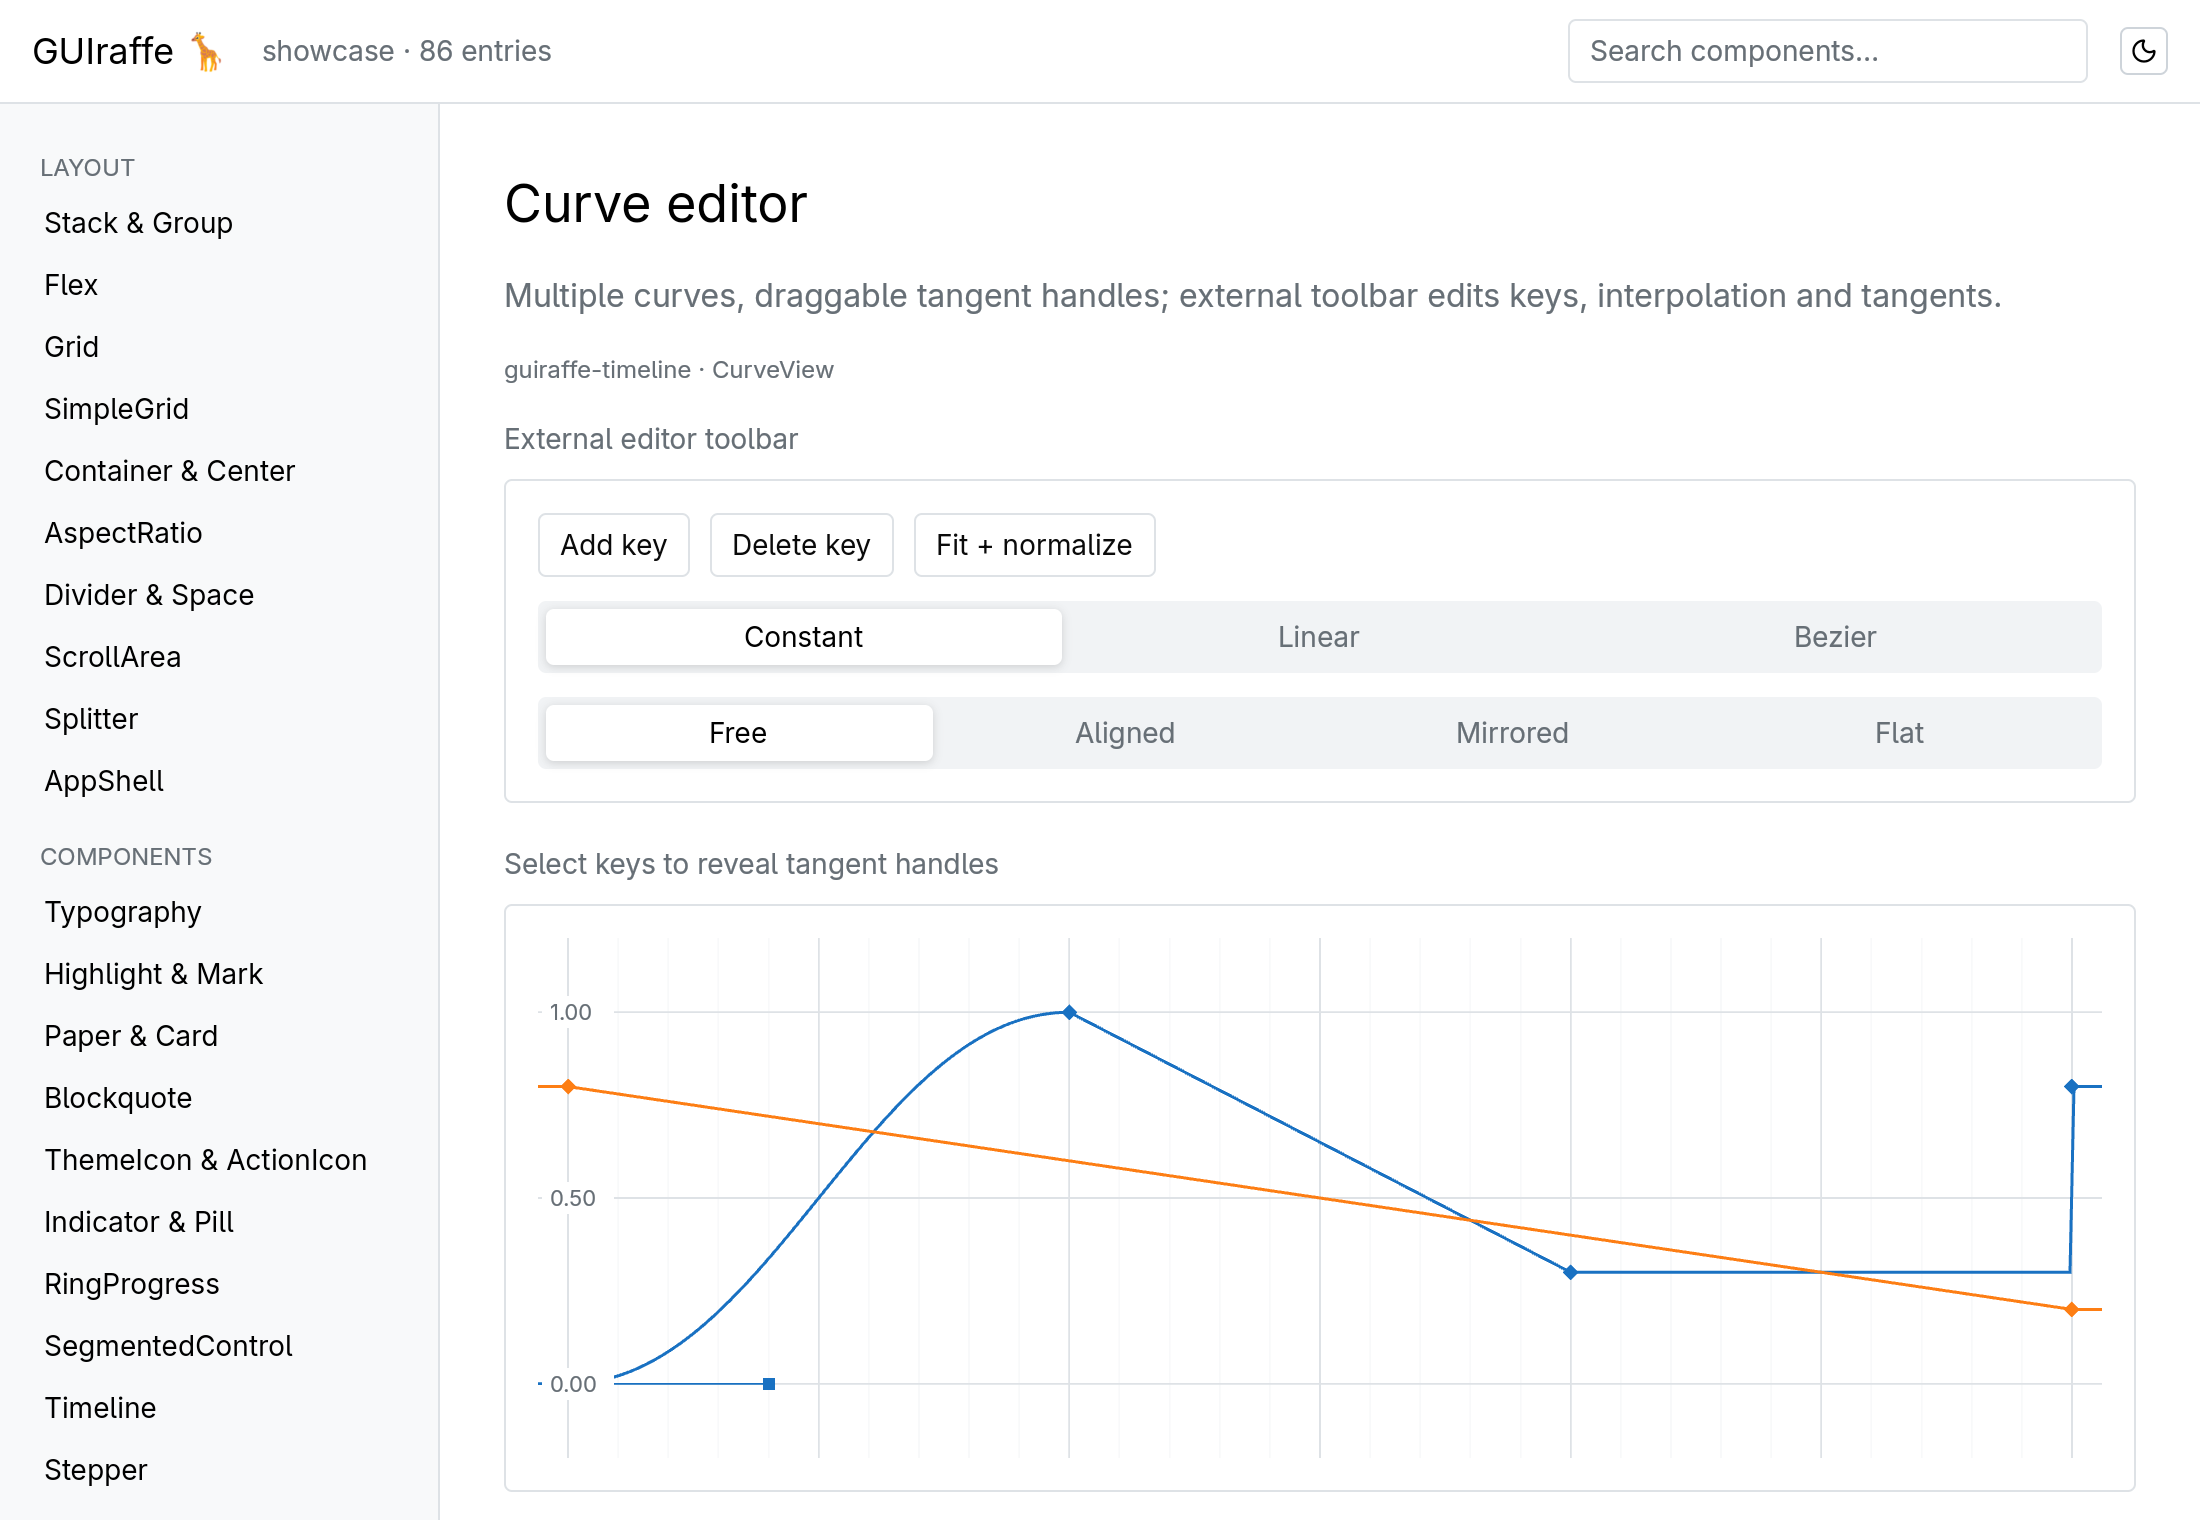 GUIraffe 🦒 showcase · 86 entries Search components...
LAYOUT
Stack & Group
Flex
Grid
SimpleGrid
Container & Center
AspectRatio
Divider & Space
ScrollArea
Splitter
AppShell
COMPONENTS
Typography
Highlight & Mark
Paper & Card
Blockquote
ThemeIcon & ActionIcon
Indicator & Pill
RingProgress
SegmentedControl
Timeline
Stepper
Curve editor
Multiple curves, draggable tangent handles; external toolbar edits keys, interpolation and tangents.
guiraffe-timeline · CurveView
External editor toolbar
Add key Delete key Fit + normalize
Constant Linear Bezier
Free Aligned Mirrored Flat
Select keys to reveal tangent handles
1.00
0.50
0.00